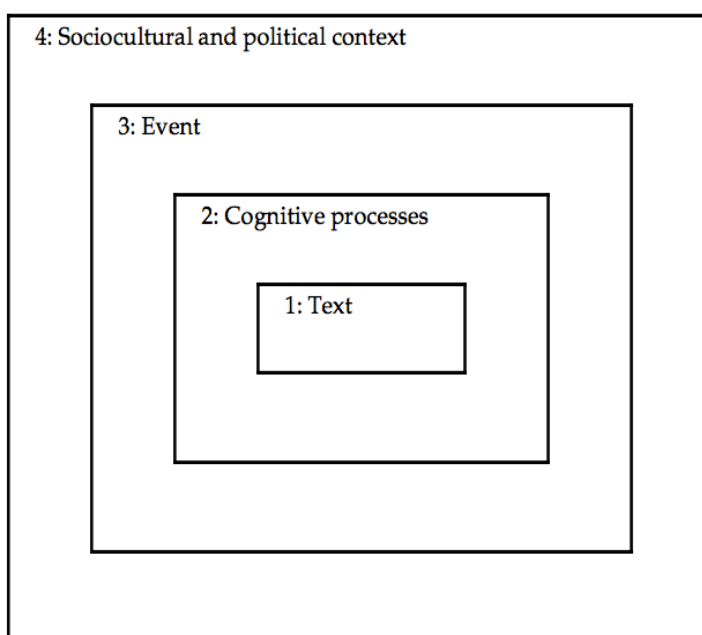 4: Sociocultural and political context
3: Event
2: Cognitive processes
1: Text